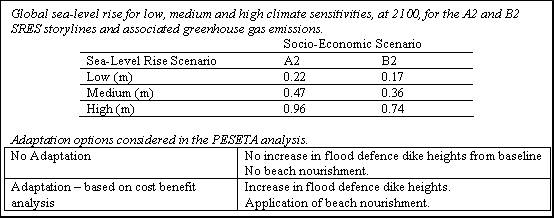 Global sea-level rise for low, medium and high climate sensitivities, at 2100, for the A2 and B2
SRES storylines and associated greenhouse gas emissions.
Socio-Economic Scenario
Sea-Level Rise Scenario A2 B2
Low (m) 0.22 0.17
Medium (m) 0.47 0.36
High (m) 0.96 0.74
Adaptation options considered in the PESETA analysis.
No Adaptation No increase in flood defence dike heights from baseline
No beach nourishment.
Adaptation – based on cost benefit Increase in flood defence dike heights.
analysis Application of beach nourishment.